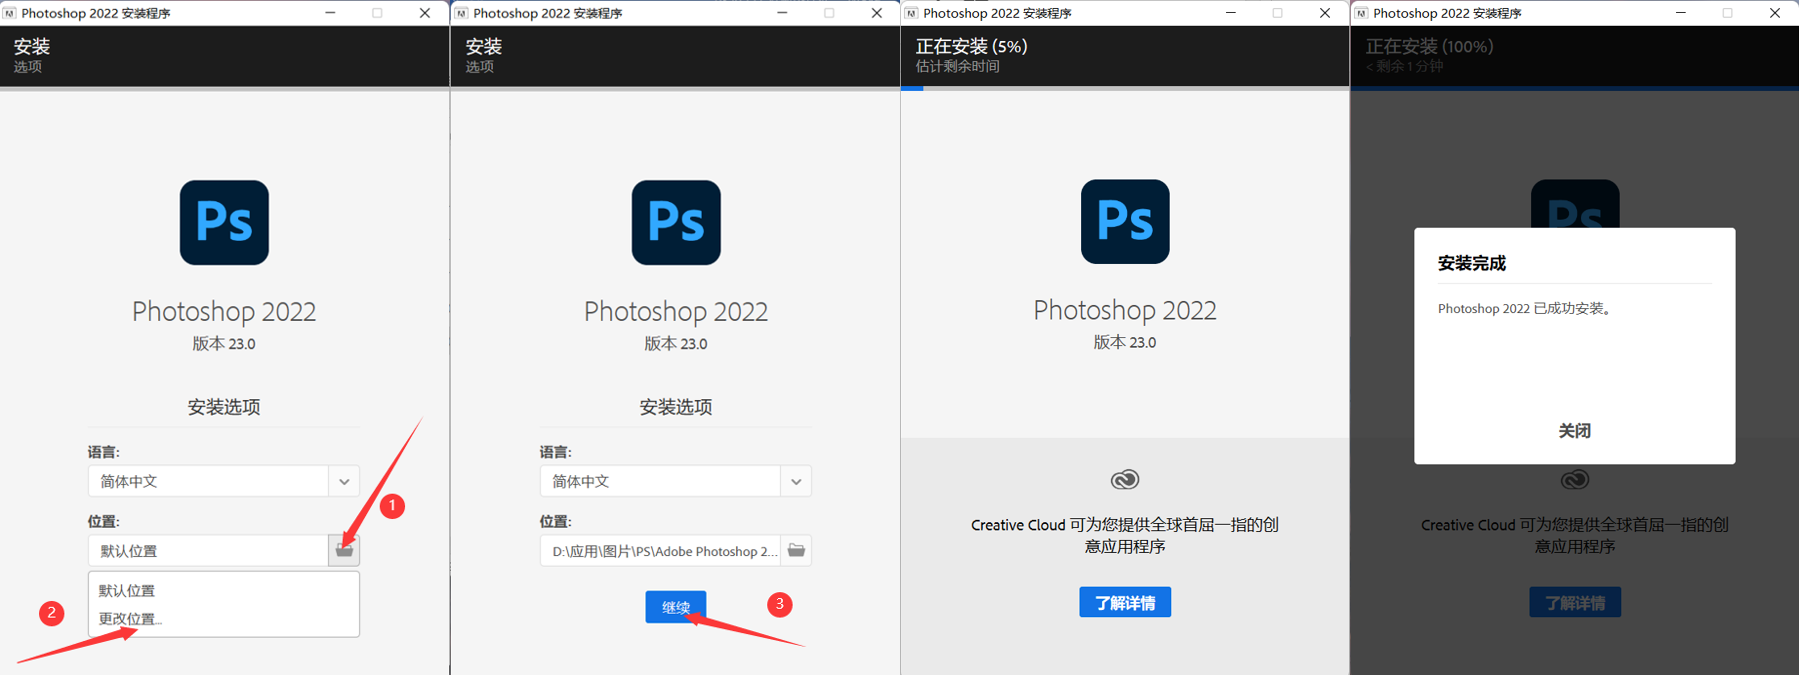 Photoshop 2022 安装程序
安装
选项
Ps
Photoshop 2022
版本 23.0
安装选项
语言:
简体中文
1
位置:
默认位置
默认位置
2
更改位置...
Photoshop 2022 安装程序
安装
选项
Ps
Photoshop 2022
版本 23.0
安装选项
语言:
简体中文
位置:
D:\应用\图片\PS\Adobe Photoshop 2...
继续
3
Photoshop 2022 安装程序
正在安装 (5%)
估计剩余时间
Ps
Photoshop 2022
版本 23.0
Creative Cloud 可为您提供全球首屈一指的创
意应用程序
了解详情
Photoshop 2022 安装程序
正在安装 (100%)
< 剩余 1 分钟
Ps
安装完成
Photoshop 2022 已成功安装。
关闭
Creative Cloud 可为您提供全球首屈一指的创
意应用程序
了解详情